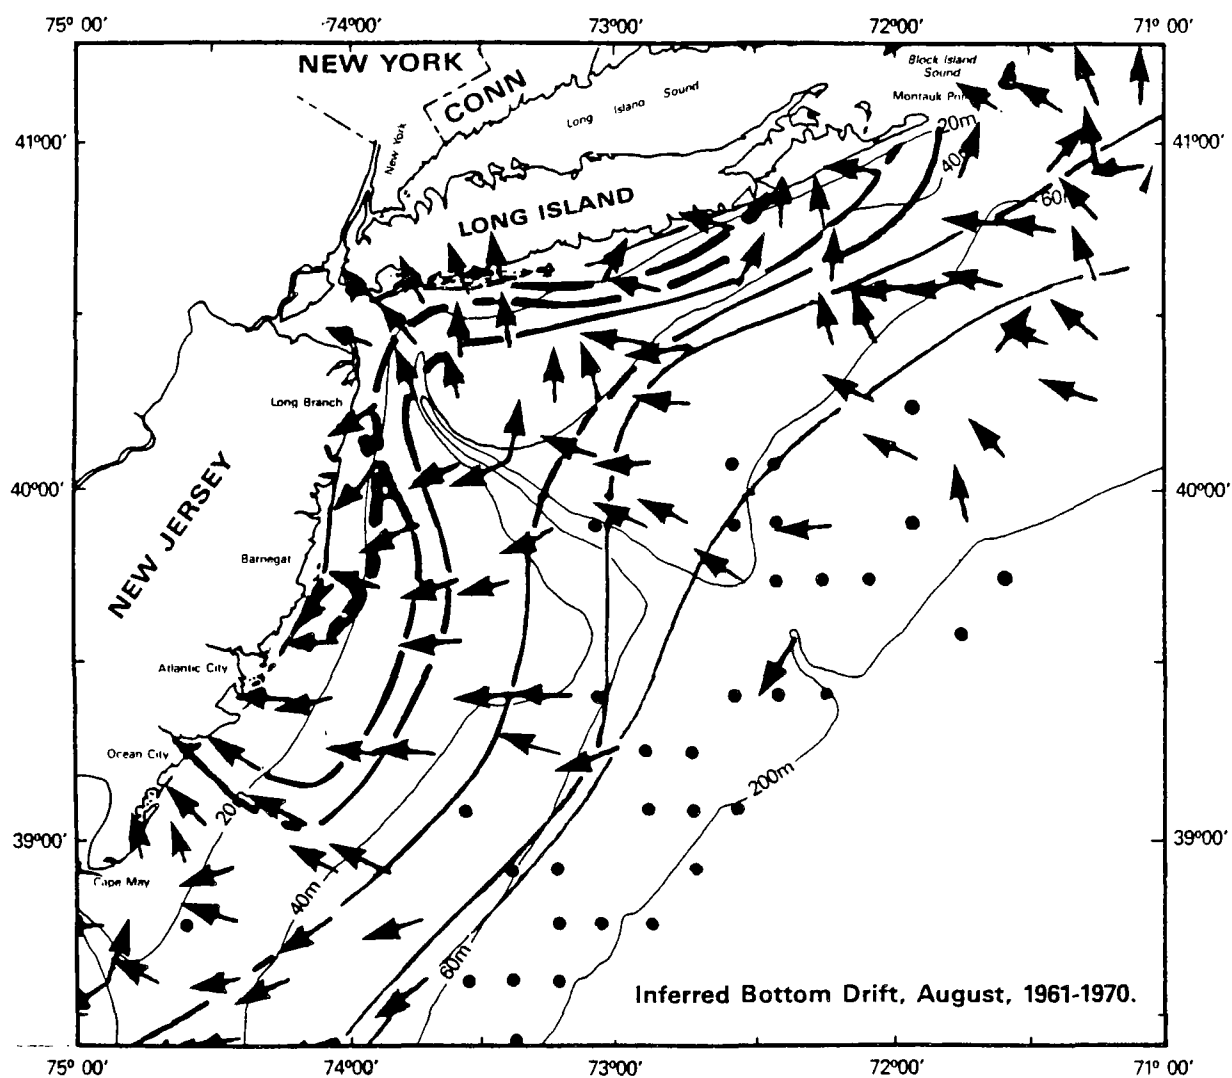 75° 00'
74°00'
73°00'
72°00'
71° 00'
NEW YORK
CONN
Block Island
Sound
Long Island Sound
Montauk
New York
20m
41°00'
41°00'
40m
LONG ISLAND
60m
Long Branch
NEW JERSEY
40°00'
40°00'
Barnegat
Atlantic City
Ocean City
200m
20
39°00'
39°00'
Cape May
40m
60m
Inferred Bottom Drift, August, 1961-1970.
75° 00'
74°00'
73°00'
72°00'
71° 00'